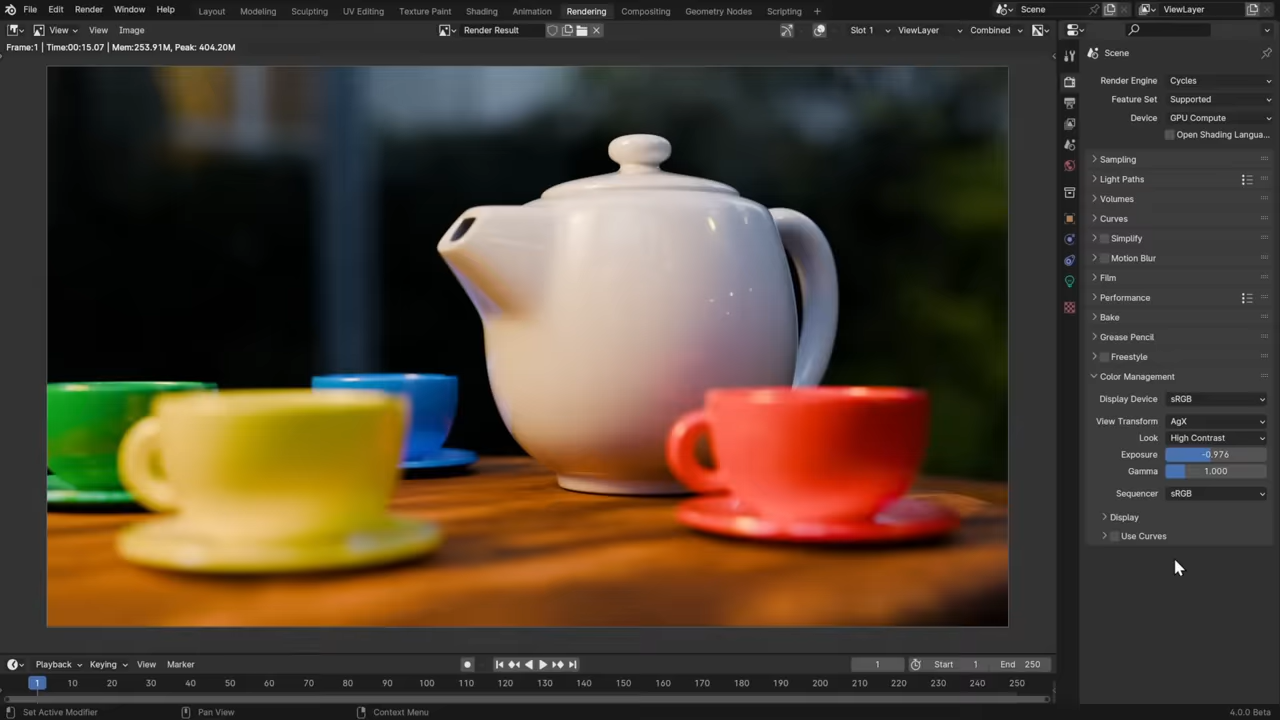 File Edit Render Window Help Layout Modeling Sculpting UV Editing Texture Paint Shading Animation Rendering Compositing Geometry Nodes Scripting + Scene ViewLayer
View View Image Render Result Slot 1 ViewLayer Combined
Frame:1 | Time:00:15.07 | Mem:253.91M, Peak: 404.20M
Scene
Render Engine Cycles
Feature Set Supported
Device GPU Compute
Open Shading Langua...
Sampling
Light Paths
Volumes
Curves
Simplify
Motion Blur
Film
Performance
Bake
Grease Pencil
Freestyle
Color Management
Display Device sRGB
View Transform AgX
Look High Contrast
Exposure -0.976
Gamma 1.000
Sequencer sRGB
Display
Use Curves
Playback Keying View Marker 1 Start 1 End 250
1 10 20 30 40 50 60 70 80 90 100 110 120 130 140 150 160 170 180 190 200 210 220 230 240 250
Set Active Modifier Pan View Context Menu 4.0.0 Beta